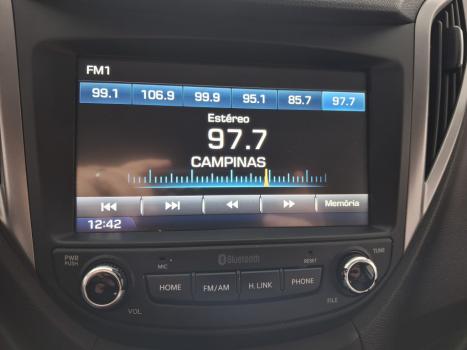 FM1
99.1 106.9 99.9 95.1 85.7 97.7
Estéreo
97.7
CAMPINAS
Memória
12:42
PWR
PUSH
Bluetooth
MIC
RESET
TUNE
HOME FM/AM H.LINK PHONE
VOL
FILE